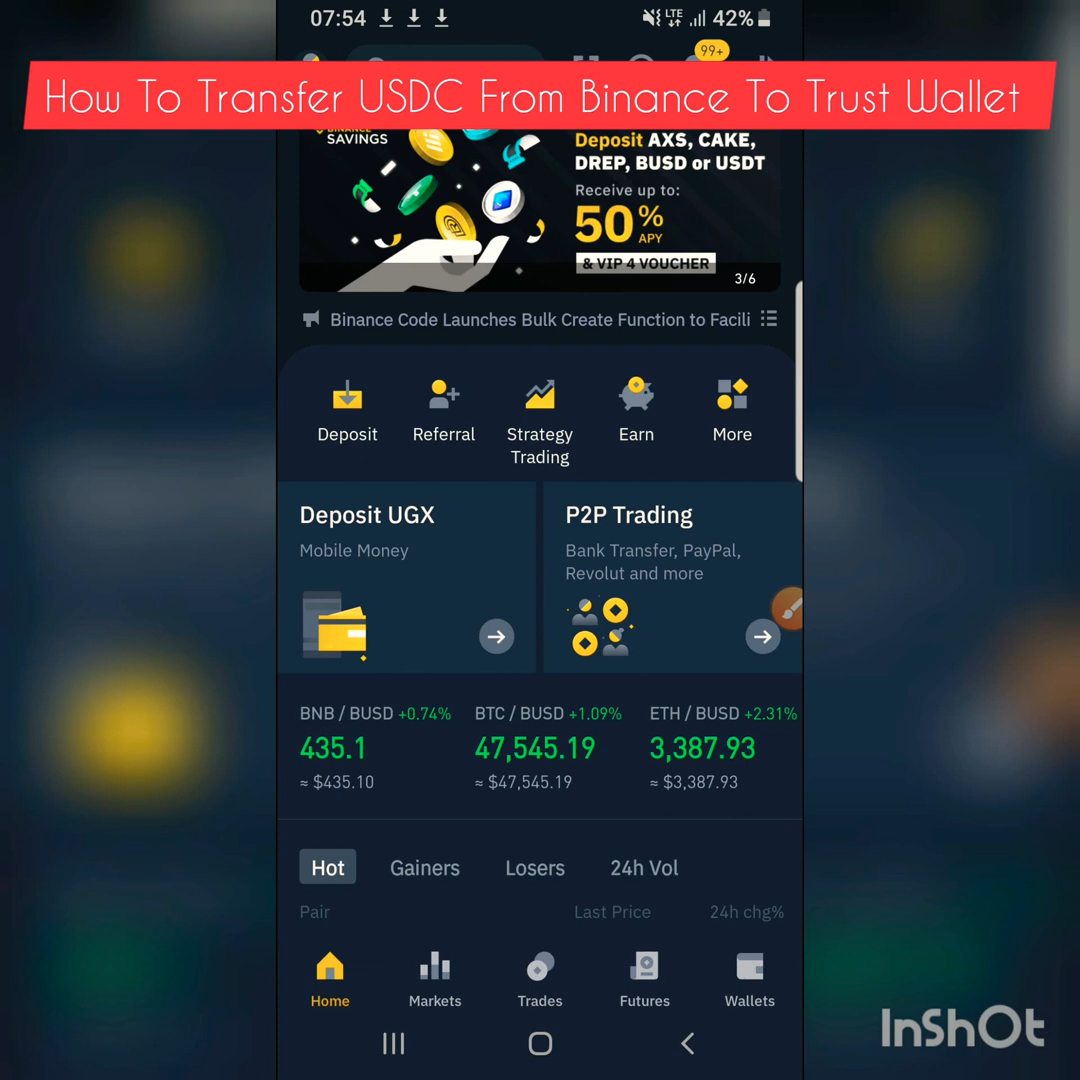 07:54
LTE
42%
99+
How To Transfer USDC From Binance To Trust Wallet
BINANCE
SAVINGS
Deposit AXS, CAKE,
DREP, BUSD or USDT
Receive up to:
50%
APY
& VIP 4 VOUCHER
3/6
Binance Code Launches Bulk Create Function to Facili
Deposit
Referral
Strategy
Trading
Earn
More
Deposit UGX
Mobile Money
P2P Trading
Bank Transfer, PayPal,
Revolut and more
BNB / BUSD +0.74%
435.1
≈ $435.10
BTC / BUSD +1.09%
47,545.19
≈ $47,545.19
ETH / BUSD +2.31%
3,387.93
≈ $3,387.93
Hot Gainers Losers 24h Vol
Pair Last Price 24h chg%
Home Markets Trades Futures Wallets
InShOt